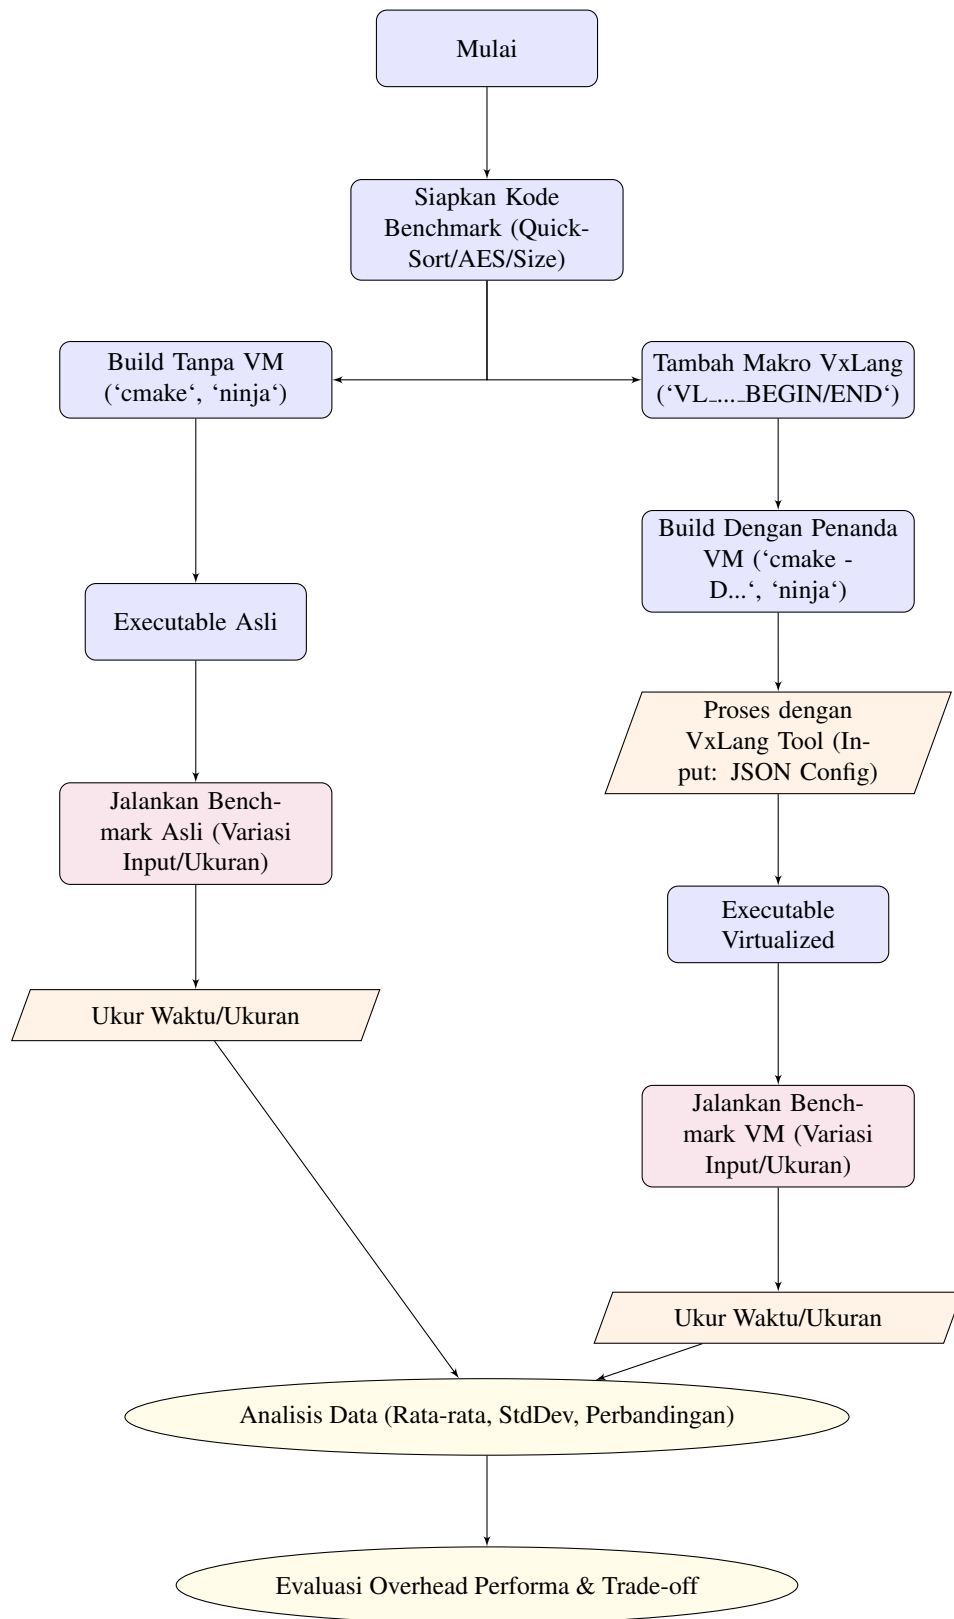 Mulai
Siapkan Kode
Benchmark (Quick-
Sort/AES/Size)
Build Tanpa VM
(‘cmake‘, ‘ninja‘)
Tambah Makro VxLang
(‘VL_..._BEGIN/END‘)
Build Dengan Penanda
VM (‘cmake -
D...‘, ‘ninja‘)
Executable Asli
Proses dengan
VxLang Tool (In-
put: JSON Config)
Jalankan Bench-
mark Asli (Variasi
Input/Ukuran)
Executable
Virtualized
Ukur Waktu/Ukuran
Jalankan Bench-
mark VM (Variasi
Input/Ukuran)
Ukur Waktu/Ukuran
Analisis Data (Rata-rata, StdDev, Perbandingan)
Evaluasi Overhead Performa & Trade-off